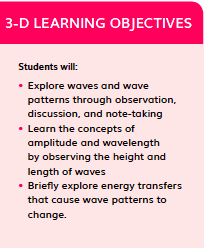 3-D LEARNING OBJECTIVES
Students will:
• Explore waves and wave
patterns through observation,
discussion, and note-taking
• Learn the concepts of
amplitude and wavelength
by observing the height and
length of waves
• Briefly explore energy transfers
that cause wave patterns to
change.